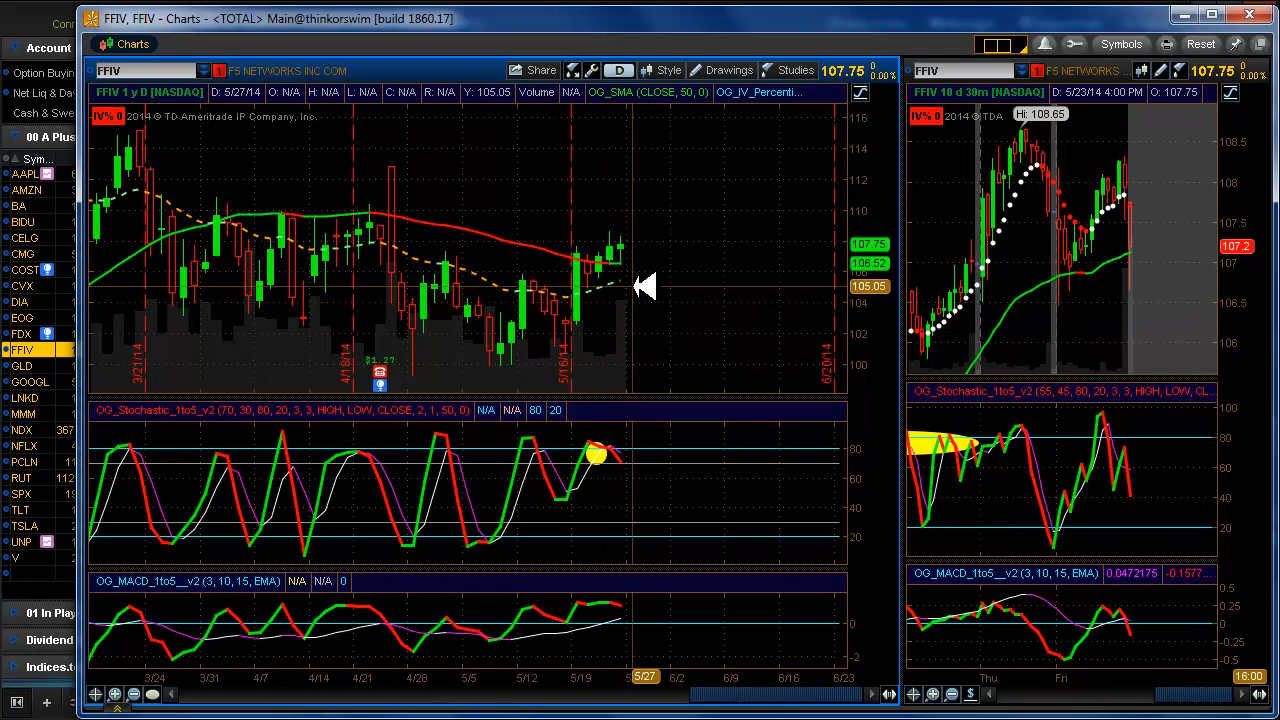 FFIV, FFIV - Charts - <TOTAL> Main@thinkorswim [build 1860.17]
Charts
Symbols
Reset
Account
Option Buyin
Net Liq & Day
Cash & Swe
00 A Plus
Sym...
AAPL
AMZN
BA
BIDU
CELG
CMG
COST
CVX
DIA
EOG
FDX
FFIV
GLD
GOOGL
LNKD
MMM
NDX 367
NFLX
PCLN
RUT 112
SPX 19
TLT
TSLA
UNP
V
01 In Play
Dividend
Indices.t
FFIV 1 F5 NETWORKS INC COM Share D Style Drawings Studies 107.75 0.00%
FFIV 1 y D [NASDAQ] D: 5/27/14 O: N/A H: N/A L: N/A C: N/A R: N/A Y: 105.05 Volume N/A OG_SMA (CLOSE, 50, 0) OG_IV_Percenti...
IV% 0 2014 © TD Ameritrade IP Company, Inc.
116
114
112
110
107.75
106.52
106
105.05
104
102
100
3/21/14
4/18/14
5/16/14
6/20/14
$1.27
OG_Stochastic_1to5_v2 (70, 30, 80, 20, 3, 3, HIGH, LOW, CLOSE, 2, 1, 50, 0) N/A N/A 80 20
80
60
40
20
OG_MACD_1to5__v2 (3, 10, 15, EMA) N/A N/A 0
0
-2
3/24 3/31 4/7 4/14 4/21 4/28 5/5 5/12 5/19 5/27 6/2 6/9 6/16 6/23
FFIV 1 F5 NETWORKS ... 107.75 0.00%
FFIV 10 d 30m [NASDAQ] D: 5/23/14 4:00 PM O: 107.75
IV% 0 2014 © TDA
Hi: 108.65
108.5
108
107.5
107.2
107
106.5
106
OG_Stochastic_1to5_v2 (55, 45, 80, 20, 3, 3, HIGH, LOW, CL...
100
80
60
40
20
OG_MACD_1to5__v2 (3, 10, 15, EMA) 0.0472175 -0.1577...
0.5
0.25
0
-0.25
-0.5
Thu Fri 16:00
$